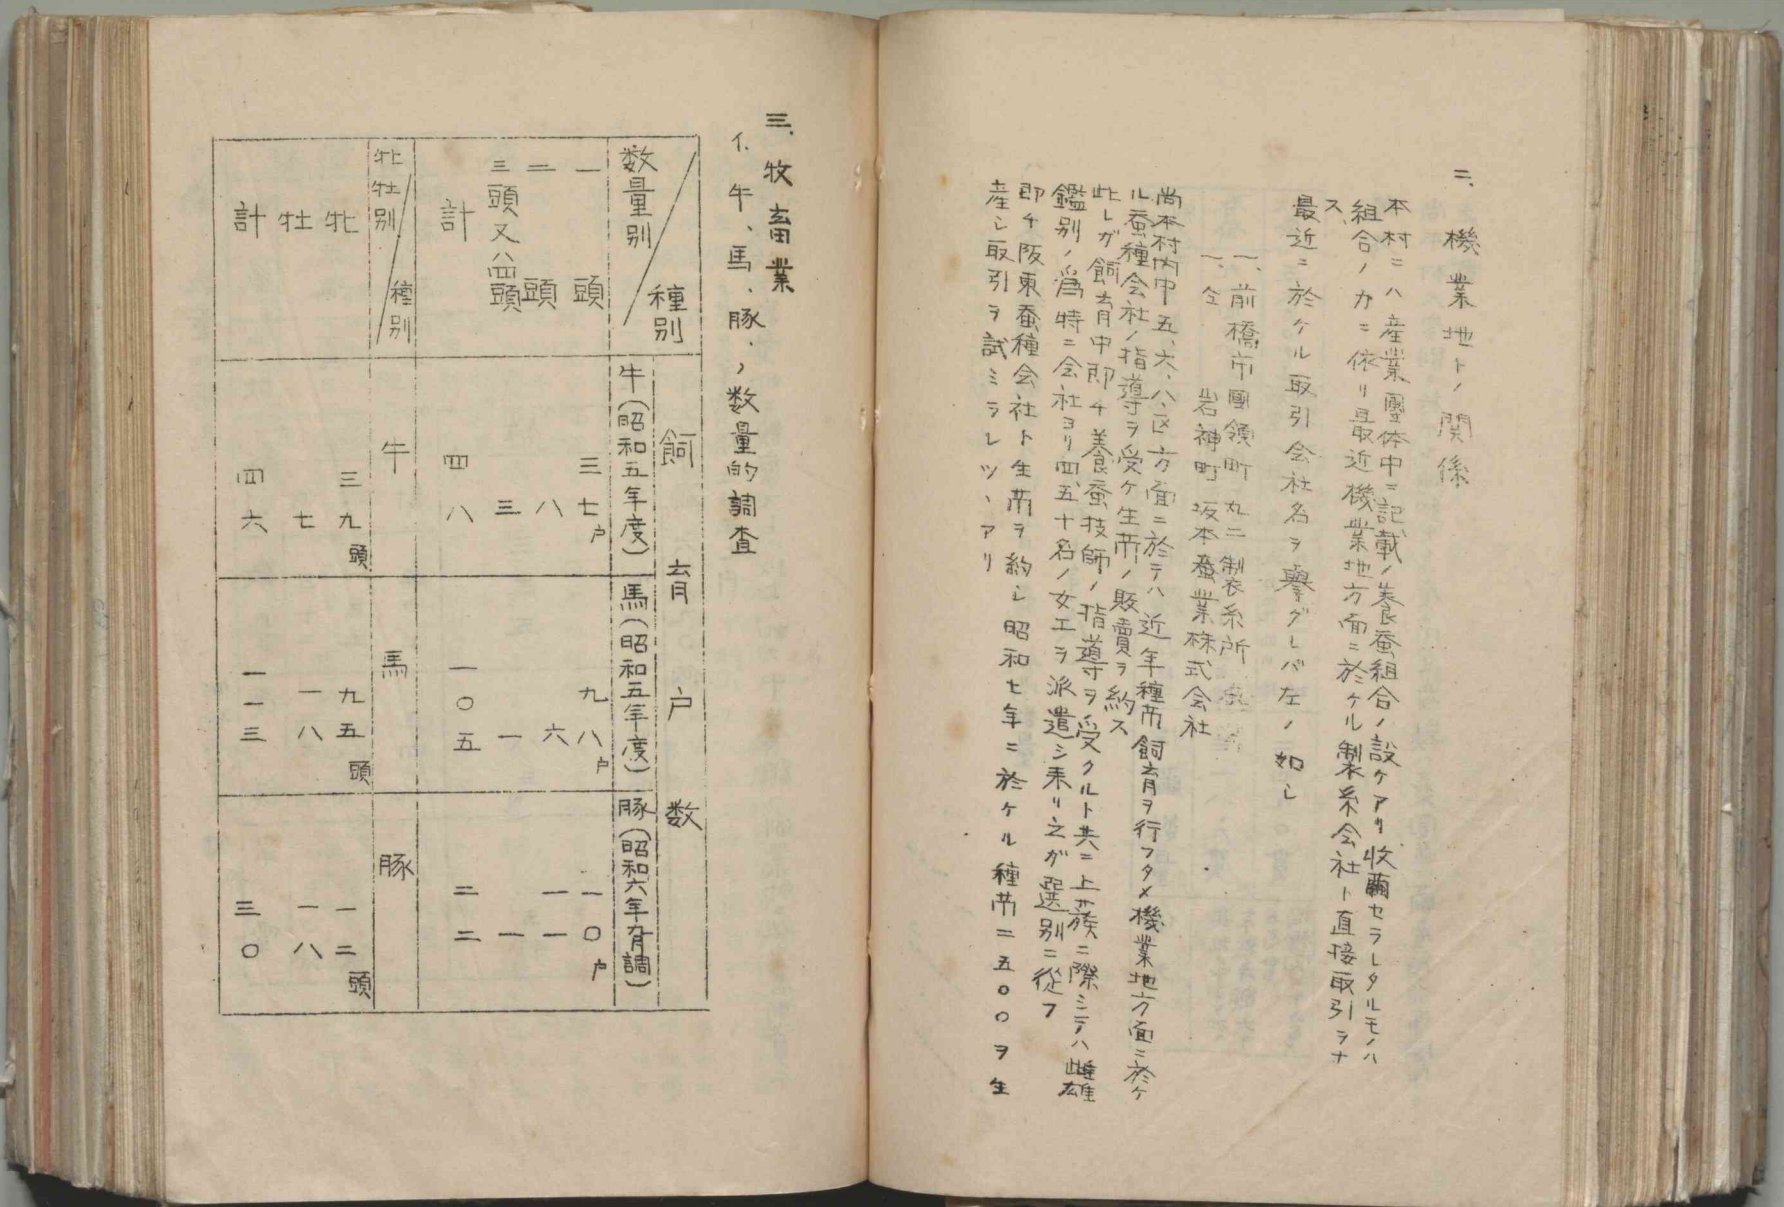 二、機業地トノ関係
本村ニハ産業團体中ニ記載ノ養蚕組合ノ設ケアリ收繭セラレタルモノハ
組合ノ力ニ依リ最近機業地方面ニ於ケル製糸会社ト直接取引ヲナ
ス、
最近ニ於ケル取引会社名ヲ擧グレバ左ノ如シ
一、前橋市國領町 丸二製糸所
一、仝 岩神町 坂本蚕業株式会社
尚本村内中五、六、八、区方面ニ於テハ近年種帋飼育ヲ行フタメ機業地方面ニ於ケ
ル蚕種会社ノ指導ヲ受ケ生帋ノ販賣ヲ約ス
此レガ飼育中即チ養蚕技師ノ指導ヲ受クルト共ニ上蔟ニ際シテハ雌雄
鑑別ノ爲特ニ会社ヨリ四、五十名ノ女工ヲ派遣シ来リ之ガ選別ニ從フ
即チ阪東蚕種会社ト生帋ヲ約シ昭和七年ニ於ケル種帋二五〇〇ヲ生
産シ取引ヲ試ミラレツヽアリ
三、牧畜業
イ、牛、馬、豚、ノ数量的調査
種別 数量別 飼育戸数
牛(昭和五年度) 馬(昭和五年度) 豚(昭和六年九月調)
一頭 三七戸 九八戸 一〇戸
二頭 八 六 一一
三頭又ハ四頭 三 一 一
計 四八 一〇五 二二
種別 牝牡別 牛 馬 豚
牝 三九頭 九五頭 一二頭
牡 七 一八 一八
計 四六 一一三 三〇